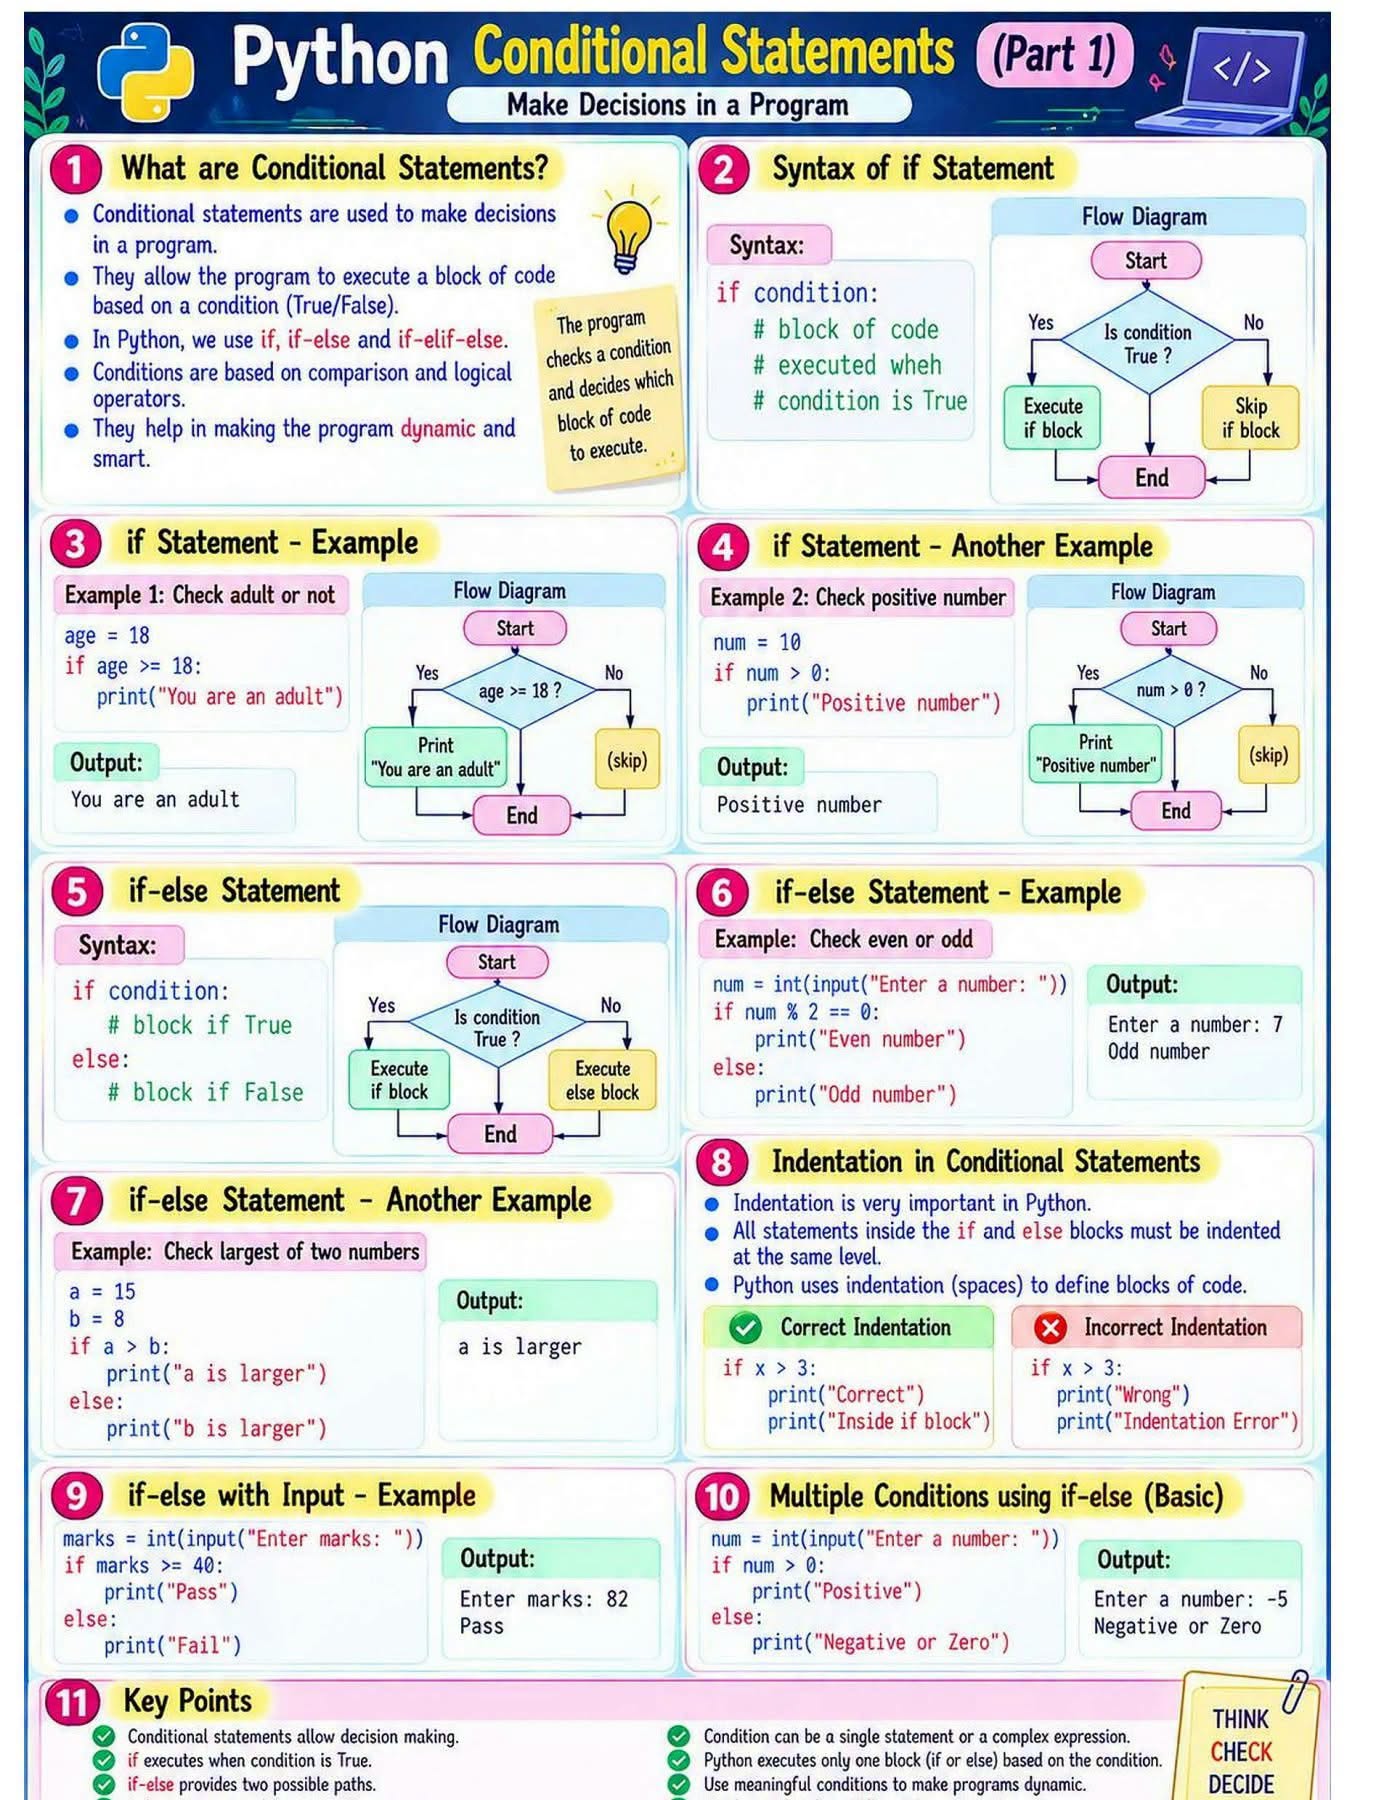 Python Conditional Statements (Part 1)
</>
Make Decisions in a Program
1 What are Conditional Statements?
Conditional statements are used to make decisions
in a program.
They allow the program to execute a block of code
based on a condition (True/False).
In Python, we use if, if-else and if-elif-else.
Conditions are based on comparison and logical
operators.
They help in making the program dynamic and
smart.
The program
checks a condition
and decides which
block of code
to execute.
2 Syntax of if Statement
Syntax:
if condition:
# block of code
# executed wheh
# condition is True
Flow Diagram
Start
Is condition
True ?
Yes
No
Execute
if block
Skip
if block
End
3 if Statement - Example
Example 1: Check adult or not
age = 18
if age >= 18:
print("You are an adult")
Output:
You are an adult
Flow Diagram
Start
Yes
No
age >= 18 ?
Print
"You are an adult"
(skip)
End
4 if Statement - Another Example
Example 2: Check positive number
num = 10
if num > 0:
print("Positive number")
Output:
Positive number
Flow Diagram
Start
Yes
No
num > 0 ?
Print
"Positive number"
(skip)
End
5 if-else Statement
Syntax:
if condition:
# block if True
else:
# block if False
Flow Diagram
Start
Yes
No
Is condition
True ?
Execute
if block
Execute
else block
End
6 if-else Statement - Example
Example: Check even or odd
num = int(input("Enter a number: "))
if num % 2 == 0:
print("Even number")
else:
print("Odd number")
Output:
Enter a number: 7
Odd number
7 if-else Statement - Another Example
Example: Check largest of two numbers
a = 15
b = 8
if a > b:
print("a is larger")
else:
print("b is larger")
Output:
a is larger
8 Indentation in Conditional Statements
Indentation is very important in Python.
All statements inside the if and else blocks must be indented
at the same level.
Python uses indentation (spaces) to define blocks of code.
Correct Indentation
if x > 3:
print("Correct")
print("Inside if block")
Incorrect Indentation
if x > 3:
print("Wrong")
print("Indentation Error")
9 if-else with Input - Example
marks = int(input("Enter marks: "))
if marks >= 40:
print("Pass")
else:
print("Fail")
Output:
Enter marks: 82
Pass
10 Multiple Conditions using if-else (Basic)
num = int(input("Enter a number: "))
if num > 0:
print("Positive")
else:
print("Negative or Zero")
Output:
Enter a number: -5
Negative or Zero
11 Key Points
Conditional statements allow decision making.
if executes when condition is True.
if-else provides two possible paths.
Condition can be a single statement or a complex expression.
Python executes only one block (if or else) based on the condition.
Use meaningful conditions to make programs dynamic.
THINK
CHECK
DECIDE